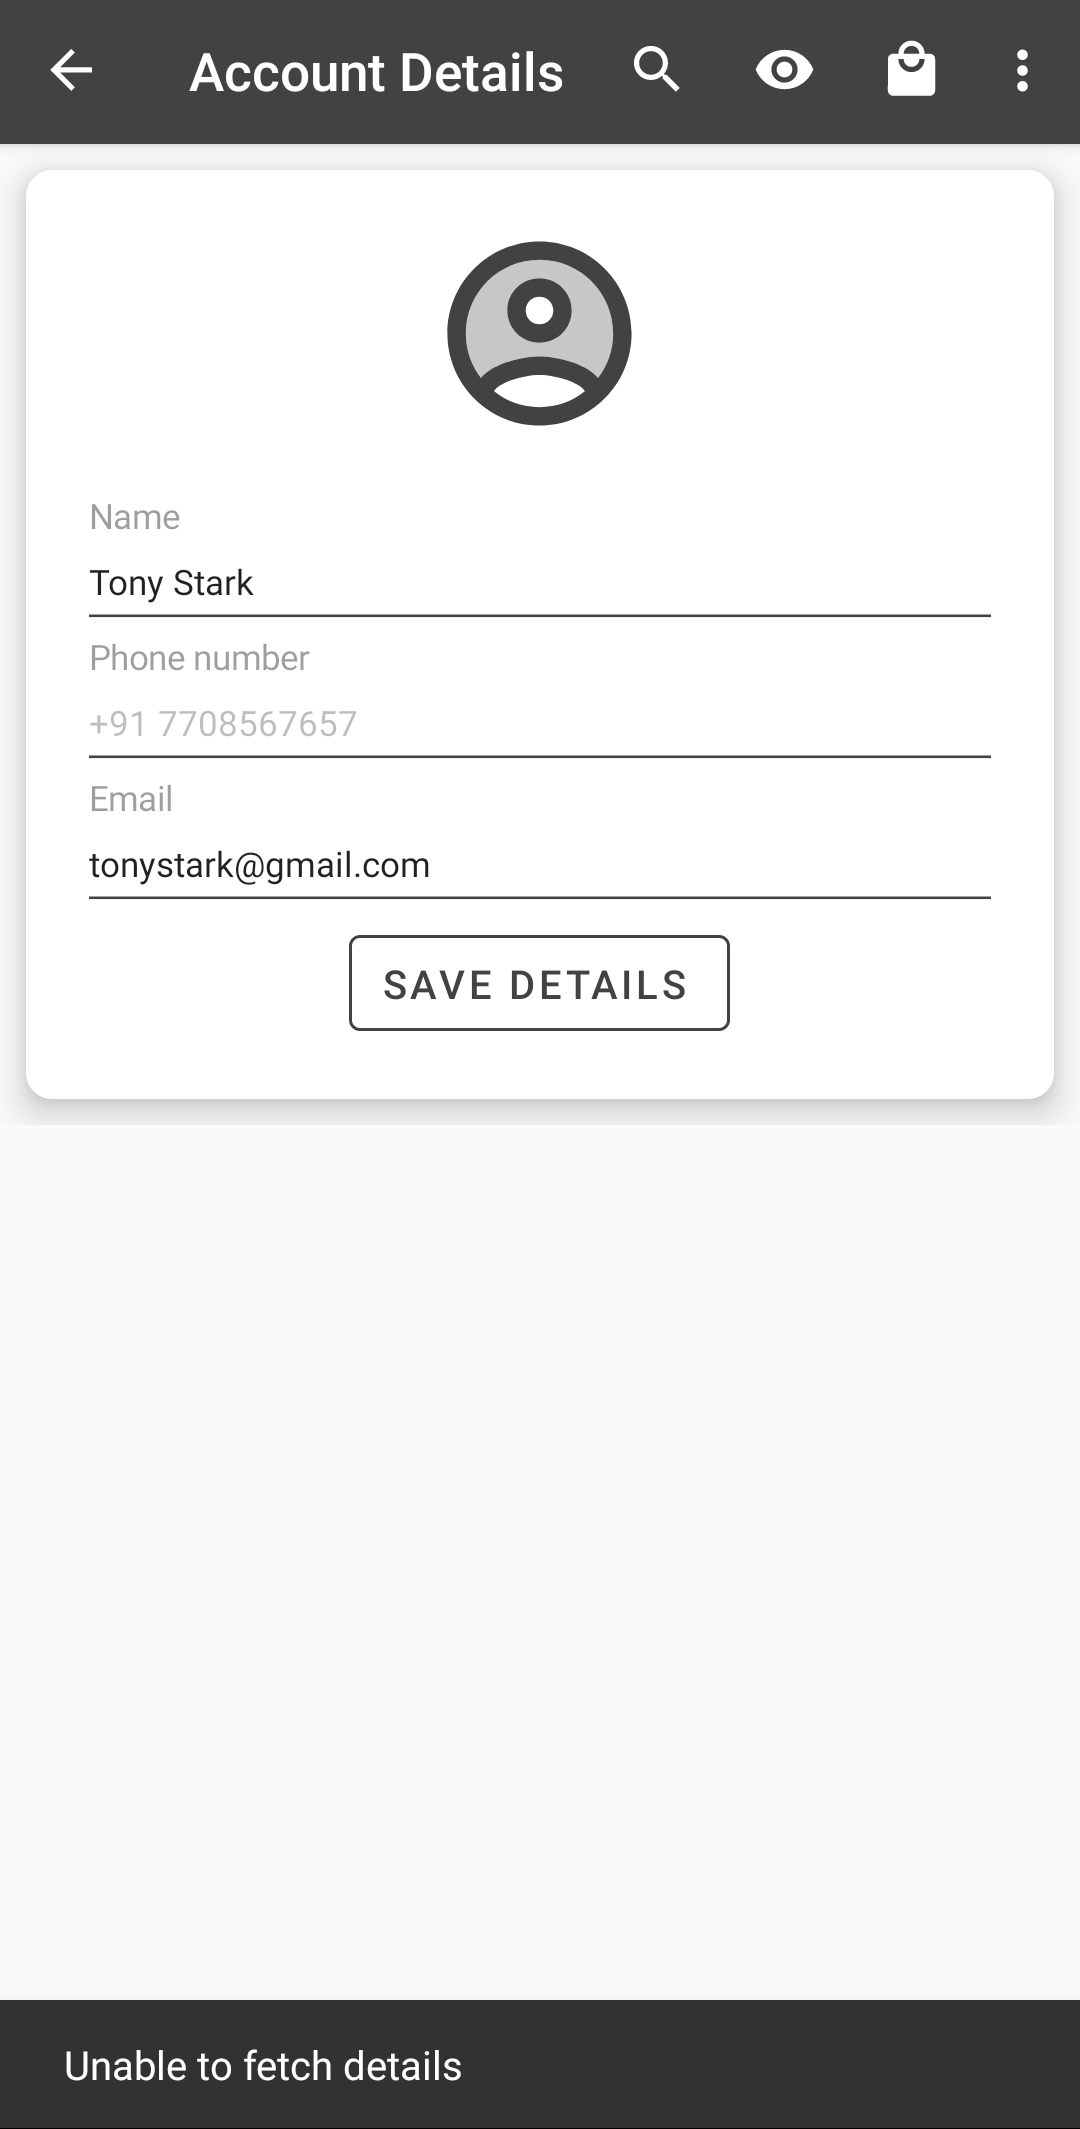 Account Details
Name
Tony Stark
Phone number
+91 7708567657
Email
tonystark@gmail.com
SAVE DETAILS
Unable to fetch details